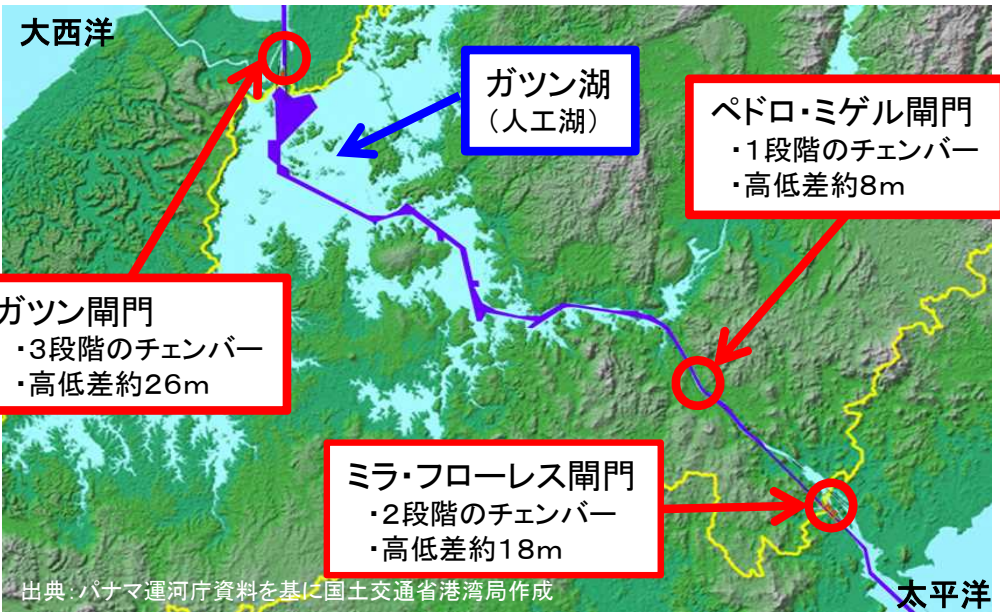 大西洋
ガツン湖
（人工湖）
ペドロ・ミゲル閘門
・1段階のチェンバー
・高低差約8m
ガツン閘門
・3段階のチェンバー
・高低差約26m
ミラ・フローレス閘門
・2段階のチェンバー
・高低差約18m
出典：パナマ運河庁資料を基に国土交通省港湾局作成
太平洋